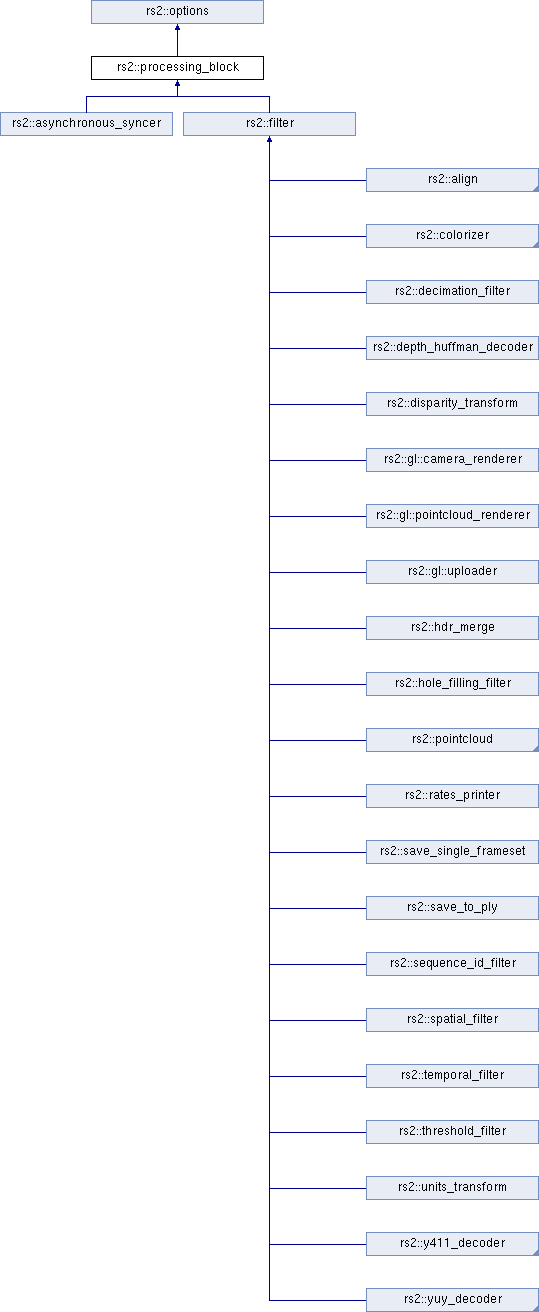 rs2::options
rs2::processing_block
rs2::asynchronous_syncer
rs2::filter
rs2::align
rs2::colorizer
rs2::decimation_filter
rs2::depth_huffman_decoder
rs2::disparity_transform
rs2::gl::camera_renderer
rs2::gl::pointcloud_renderer
rs2::gl::uploader
rs2::hdr_merge
rs2::hole_filling_filter
rs2::pointcloud
rs2::rates_printer
rs2::save_single_frameset
rs2::save_to_ply
rs2::sequence_id_filter
rs2::spatial_filter
rs2::temporal_filter
rs2::threshold_filter
rs2::units_transform
rs2::y411_decoder
rs2::yuy_decoder